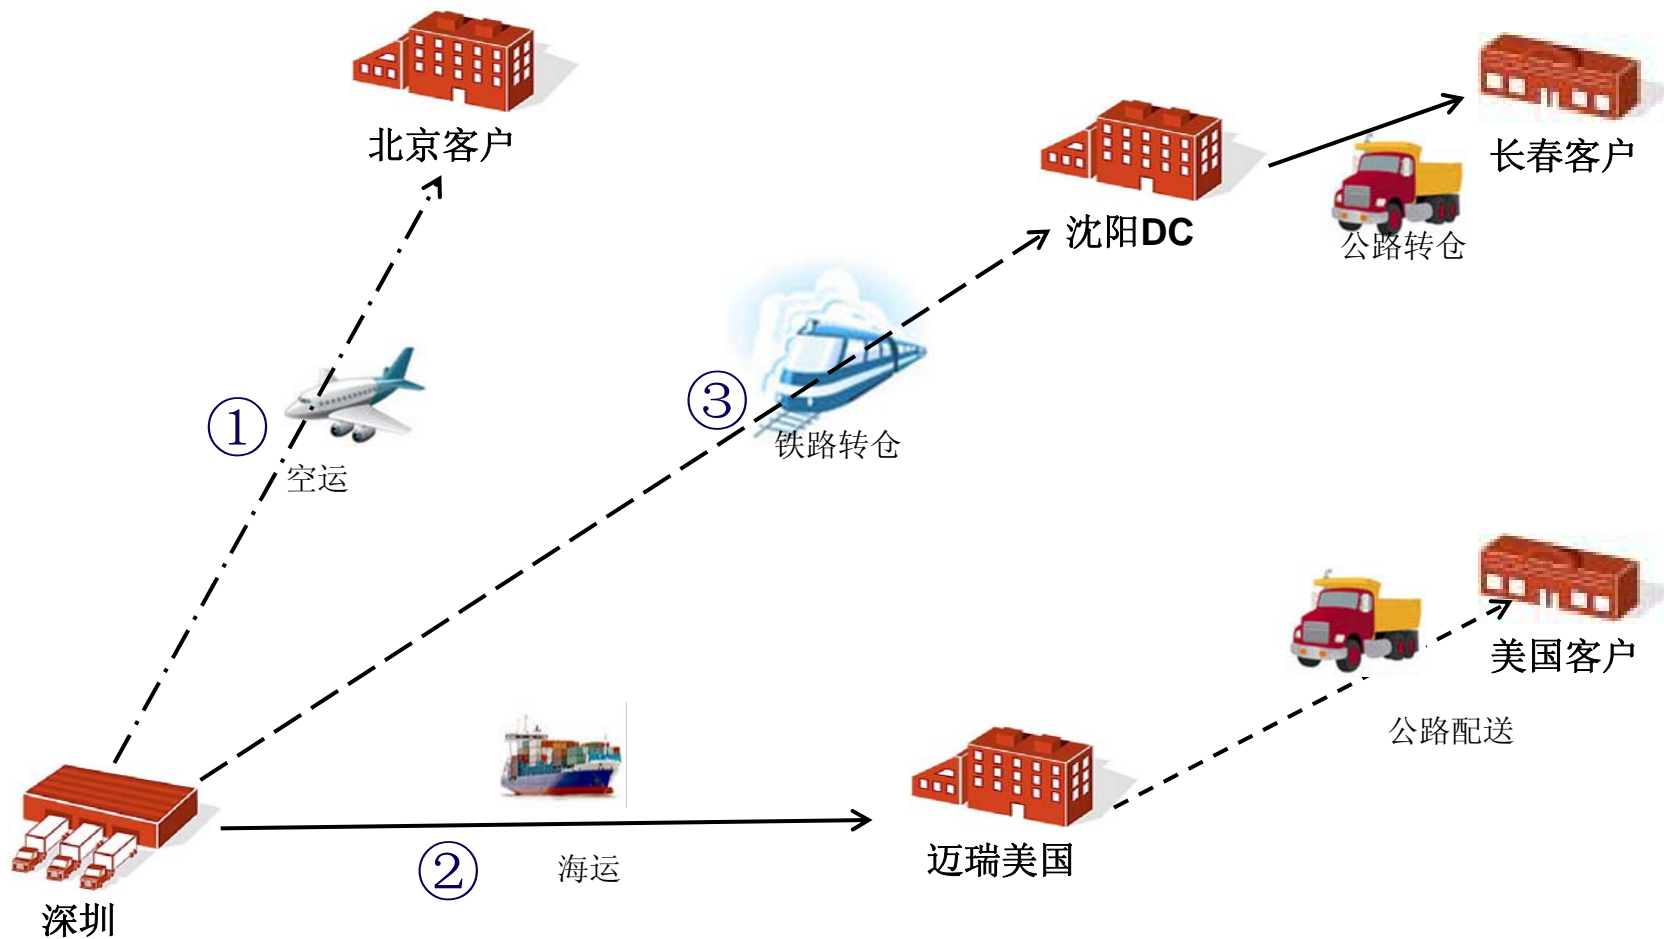 北京客户
长春客户
沈阳DC
公路转仓
③
铁路转仓
①
空运
美国客户
公路配送
迈瑞美国
②
海运
深圳